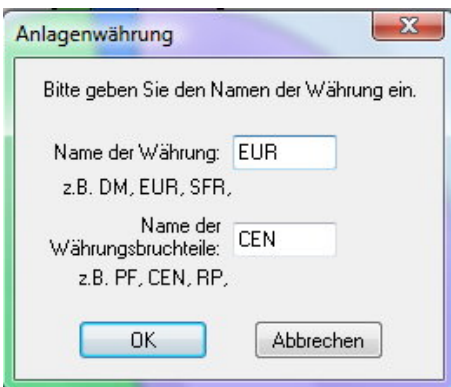 Anlagenwährung
Bitte geben Sie den Namen der Währung ein.
Name der Währung: EUR
z.B. DM, EUR, SFR,
Name der
Währungsbruchteile: CEN
z.B. PF, CEN, RP,
OK Abbrechen